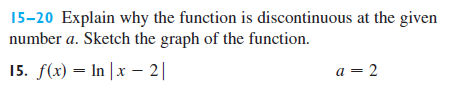 15–20 Explain why the function is discontinuous at the given
number a. Sketch the graph of the function.
15. f(x) = ln |x − 2| a = 2